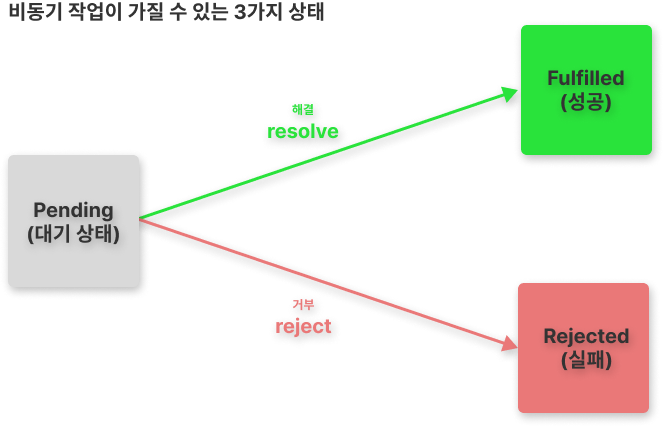 비동기 작업이 가질 수 있는 3가지 상태
Fulfilled
(성공)
해결
resolve
Pending
(대기 상태)
거부
reject
Rejected
(실패)